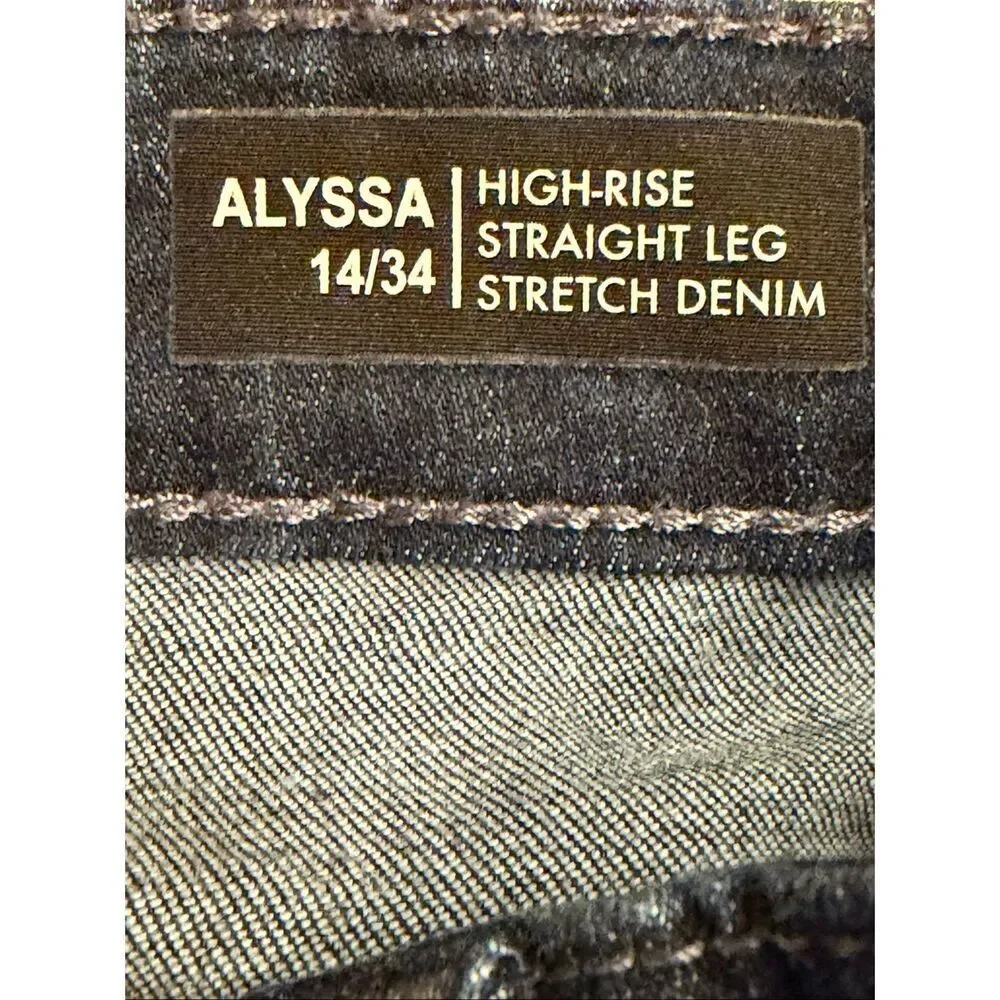 ALYSSA
14/34
HIGH-RISE
STRAIGHT LEG
STRETCH DENIM